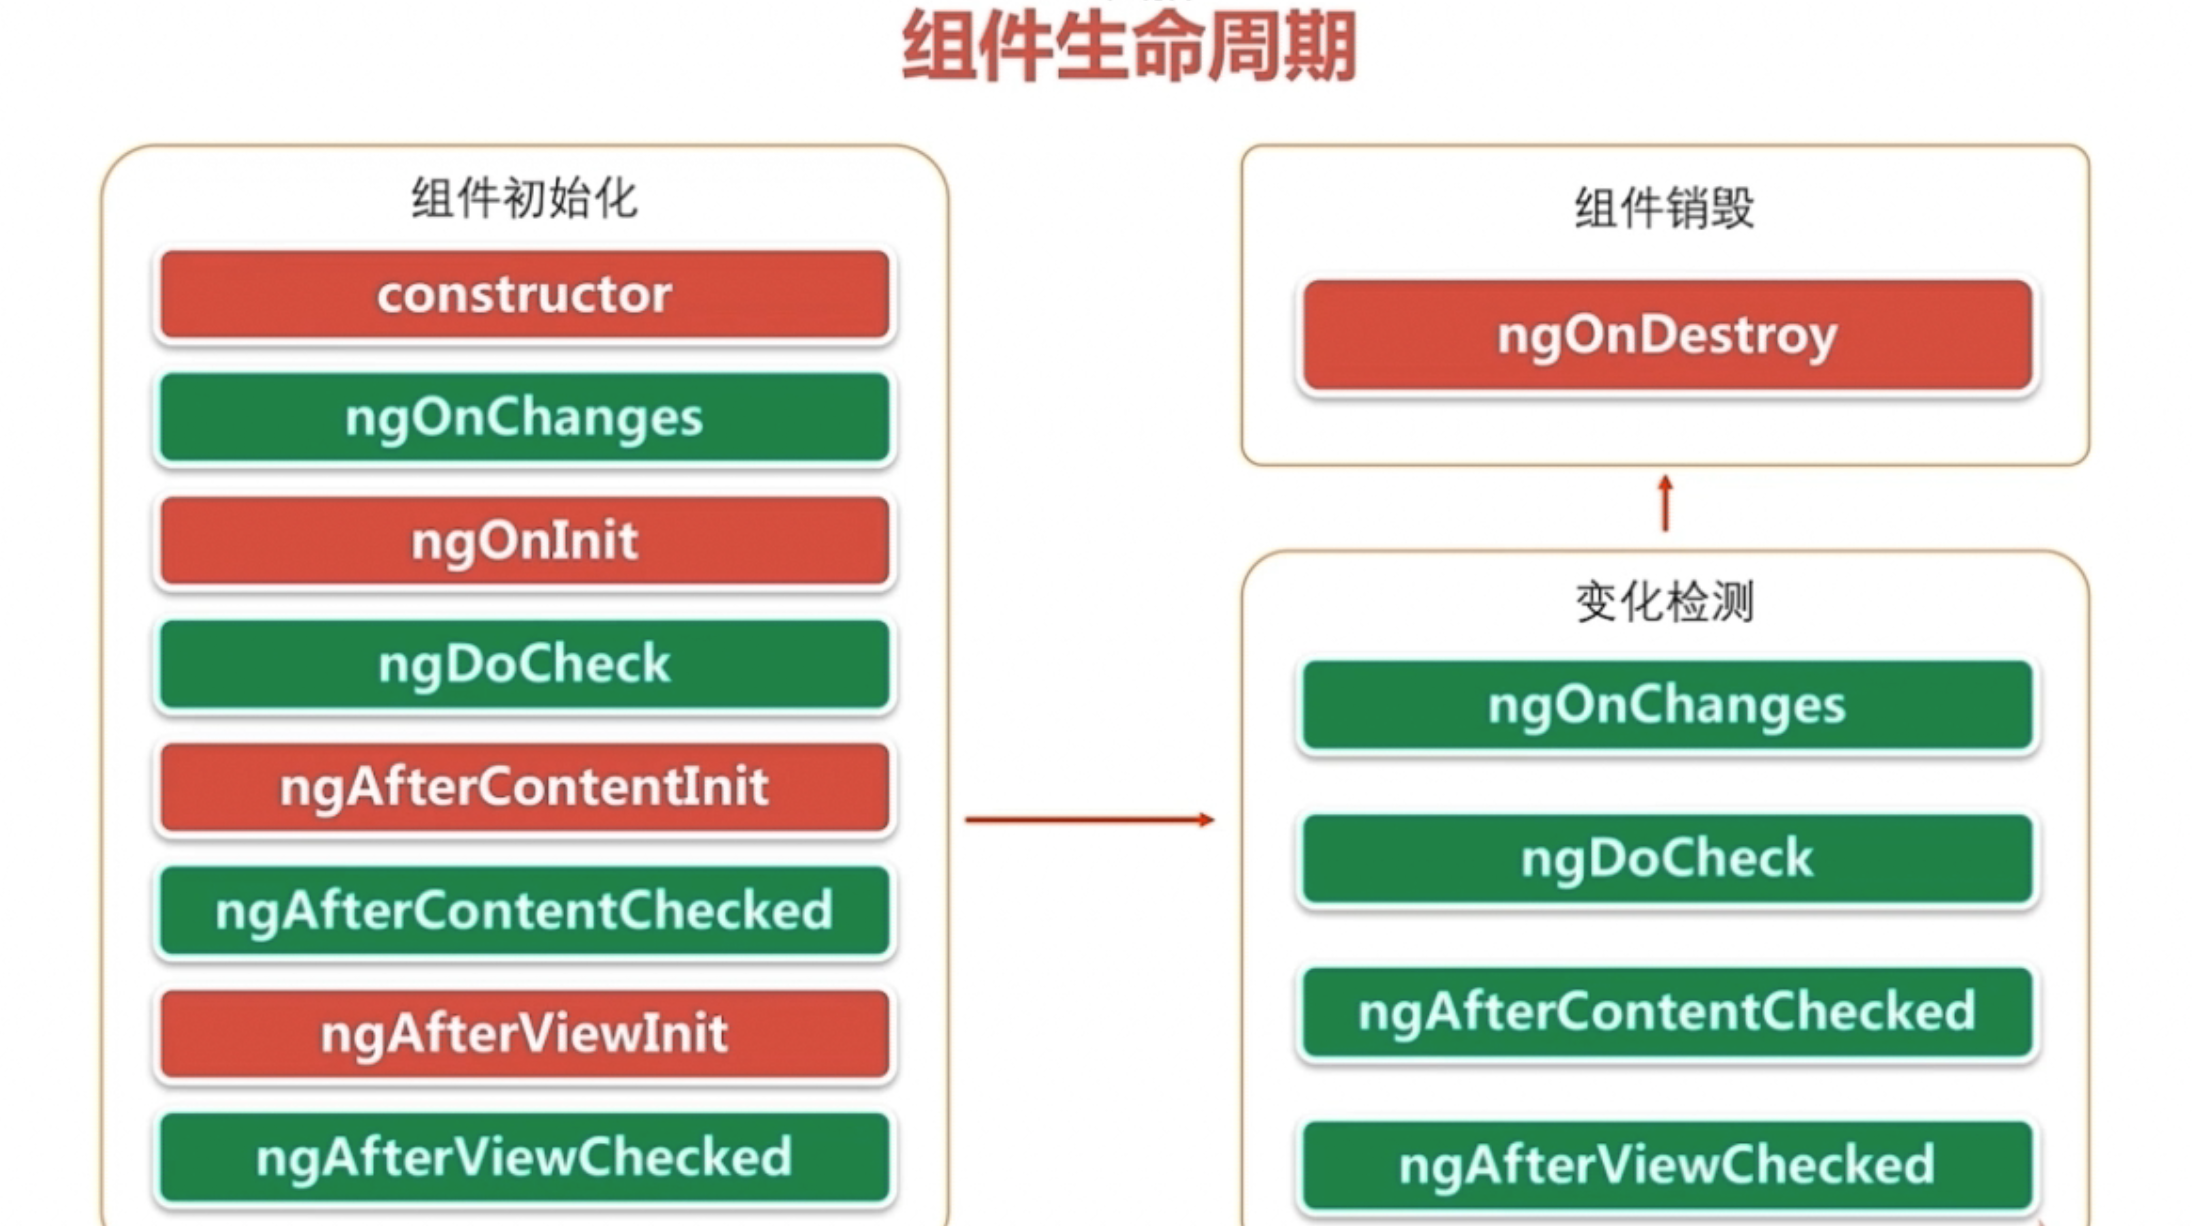 组件生命周期
组件初始化
constructor
ngOnChanges
ngOnInit
ngDoCheck
ngAfterContentInit
ngAfterContentChecked
ngAfterViewInit
ngAfterViewChecked
组件销毁
ngOnDestroy
变化检测
ngOnChanges
ngDoCheck
ngAfterContentChecked
ngAfterViewChecked